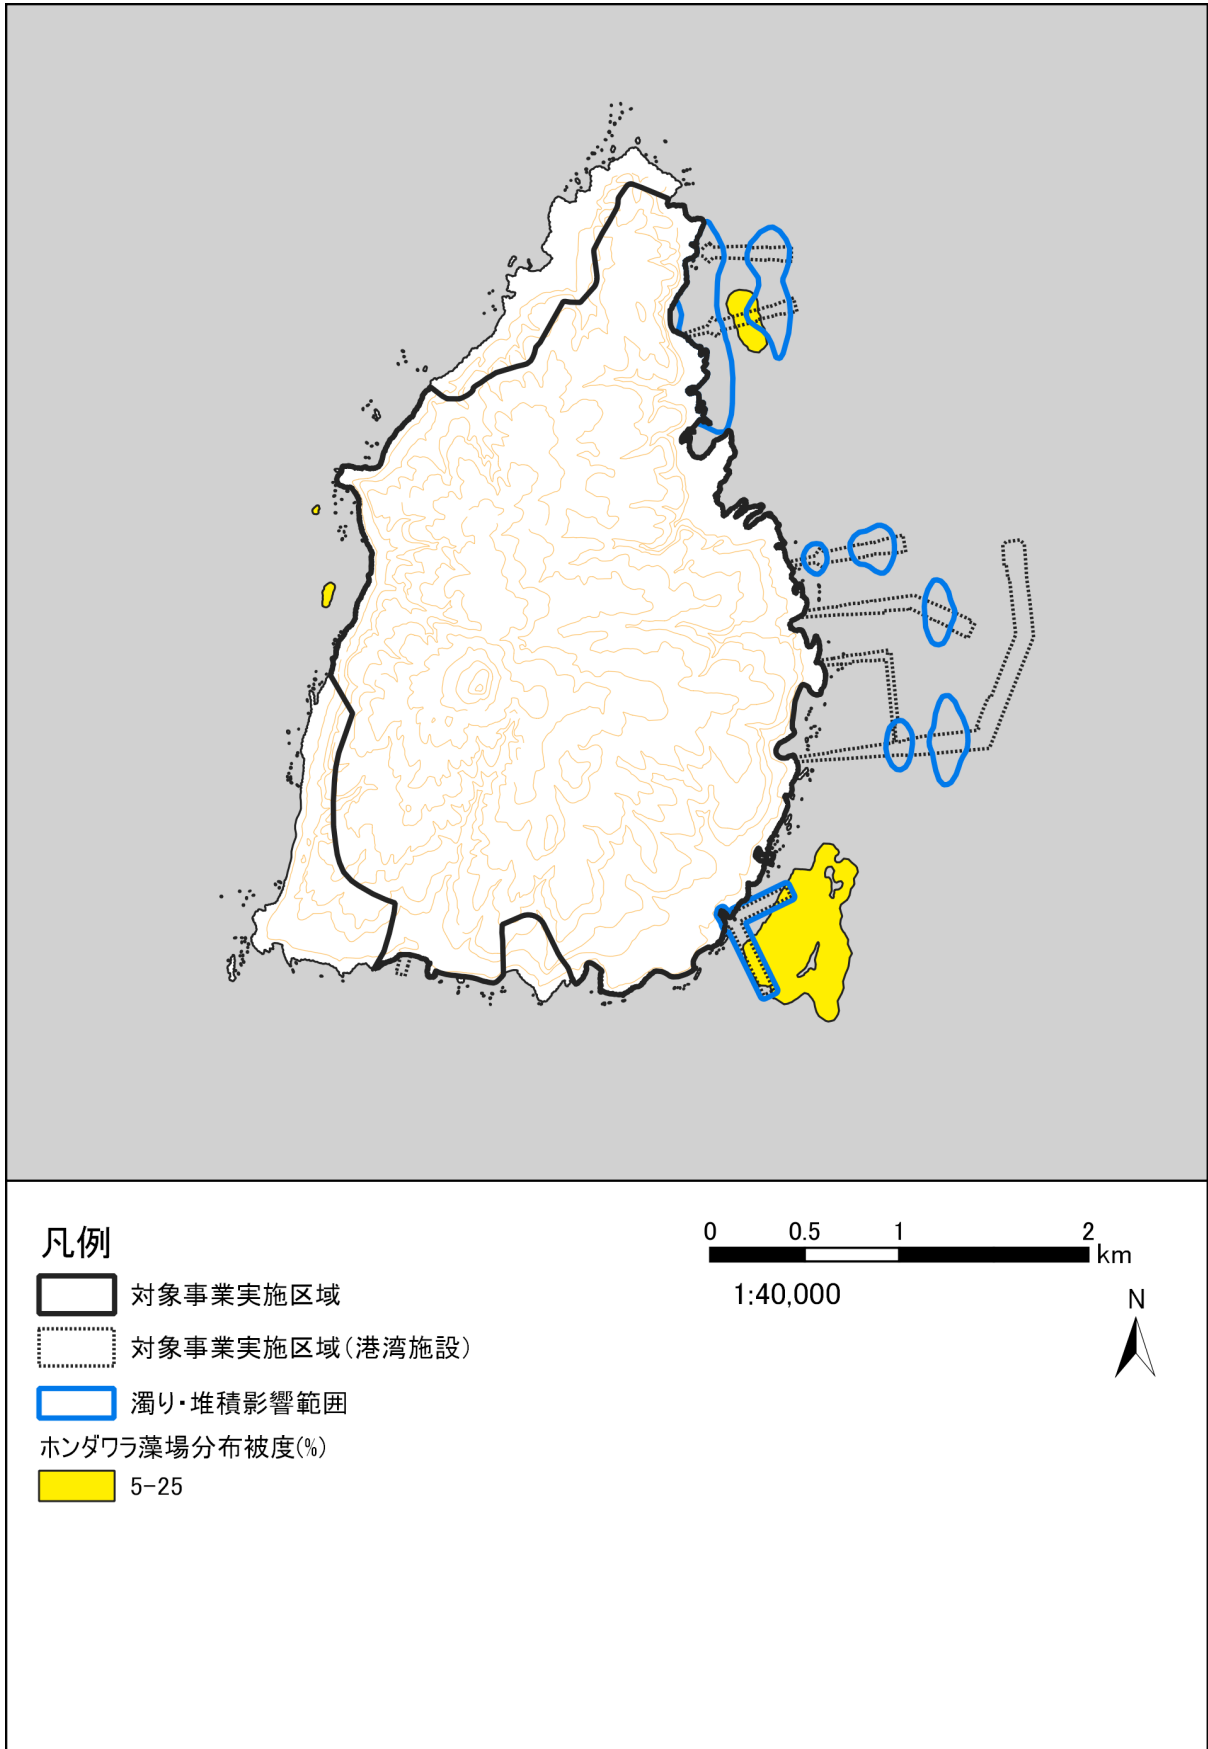 凡例
対象事業実施区域
対象事業実施区域(港湾施設)
濁り・堆積影響範囲
ホンダワラ藻場分布被度(%)
5-25
0 0.5 1 2
km
1:40,000
N